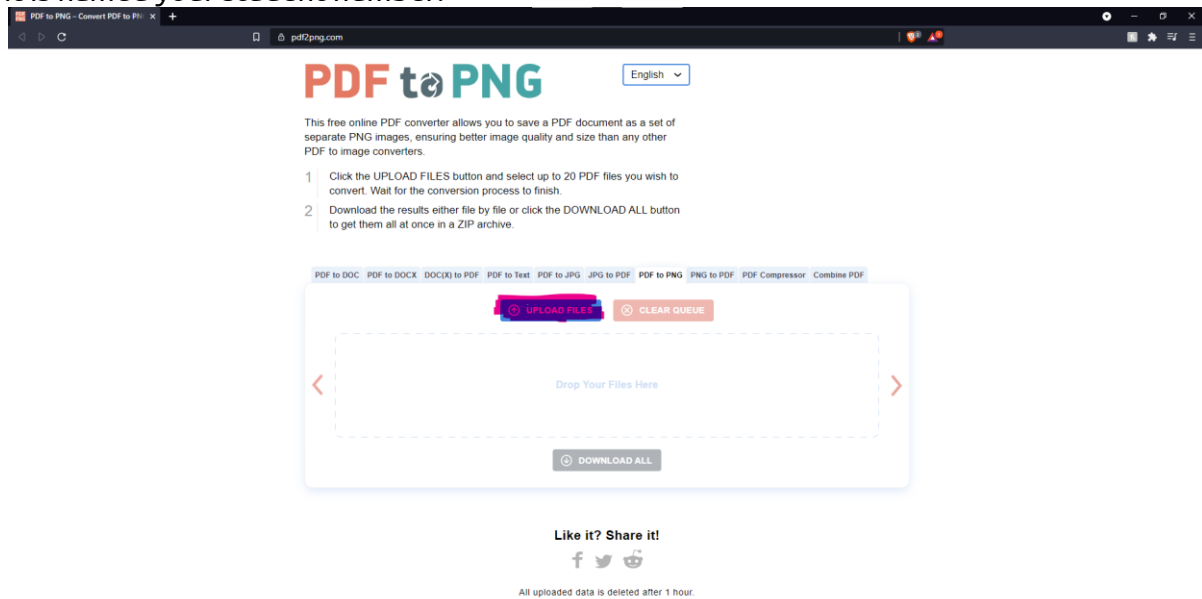 PDF to PNG – Convert PDF to PN
pdf2png.com
PDF to PNG
English
This free online PDF converter allows you to save a PDF document as a set of
separate PNG images, ensuring better image quality and size than any other
PDF to image converters.
1 Click the UPLOAD FILES button and select up to 20 PDF files you wish to
convert. Wait for the conversion process to finish.
2 Download the results either file by file or click the DOWNLOAD ALL button
to get them all at once in a ZIP archive.
PDF to DOC PDF to DOCX DOC(X) to PDF PDF to Text PDF to JPG JPG to PDF PDF to PNG PNG to PDF PDF Compressor Combine PDF
UPLOAD FILES CLEAR QUEUE
Drop Your Files Here
DOWNLOAD ALL
Like it? Share it!
All uploaded data is deleted after 1 hour.